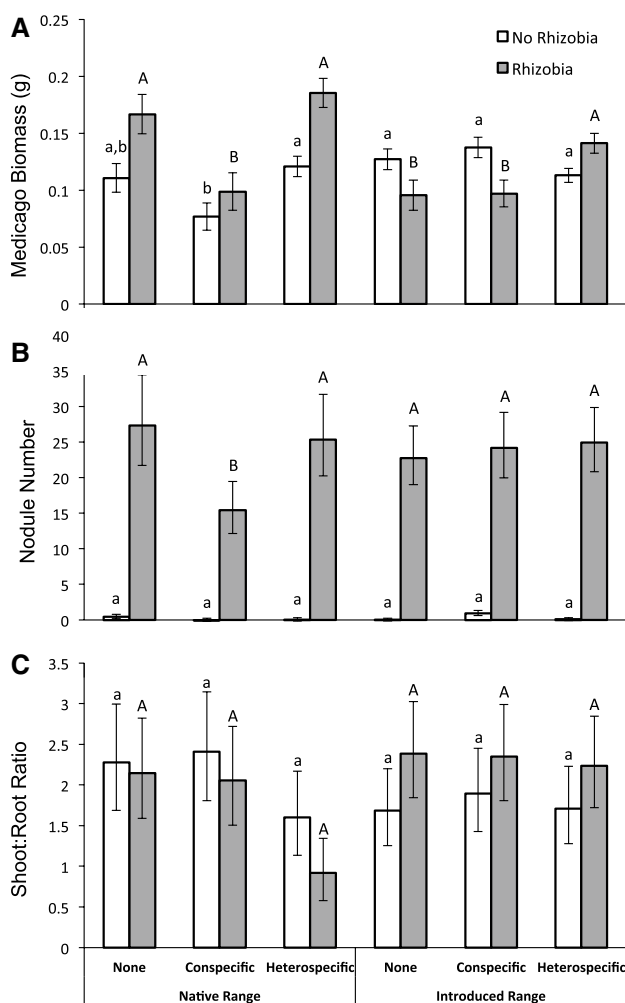 A
0.25
0.2
0.15
0.1
0.05
0
Medicago Biomass (g)
No Rhizobia
Rhizobia
a,b A b B a A a B a B a A
B
40
35
30
25
20
15
10
5
0
Nodule Number
a A a B a A a A a A a A
C
3.5
3
2.5
2
1.5
1
0.5
0
Shoot:Root Ratio
a A a A a A a A a A a A
None Conspecific Heterospecific None Conspecific Heterospecific
Native Range Introduced Range